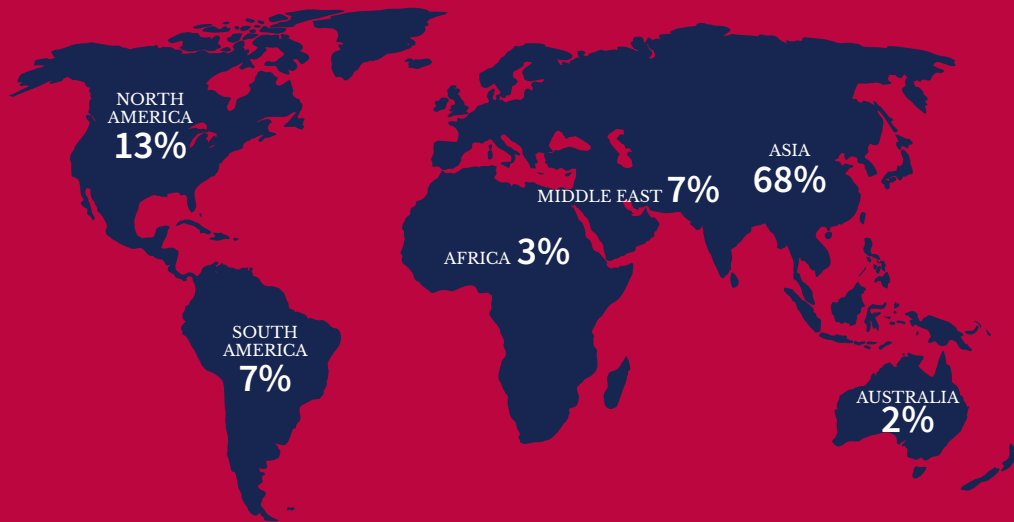 NORTH
AMERICA
13%
ASIA
68%
MIDDLE EAST 7%
AFRICA 3%
SOUTH
AMERICA
7%
AUSTRALIA
2%